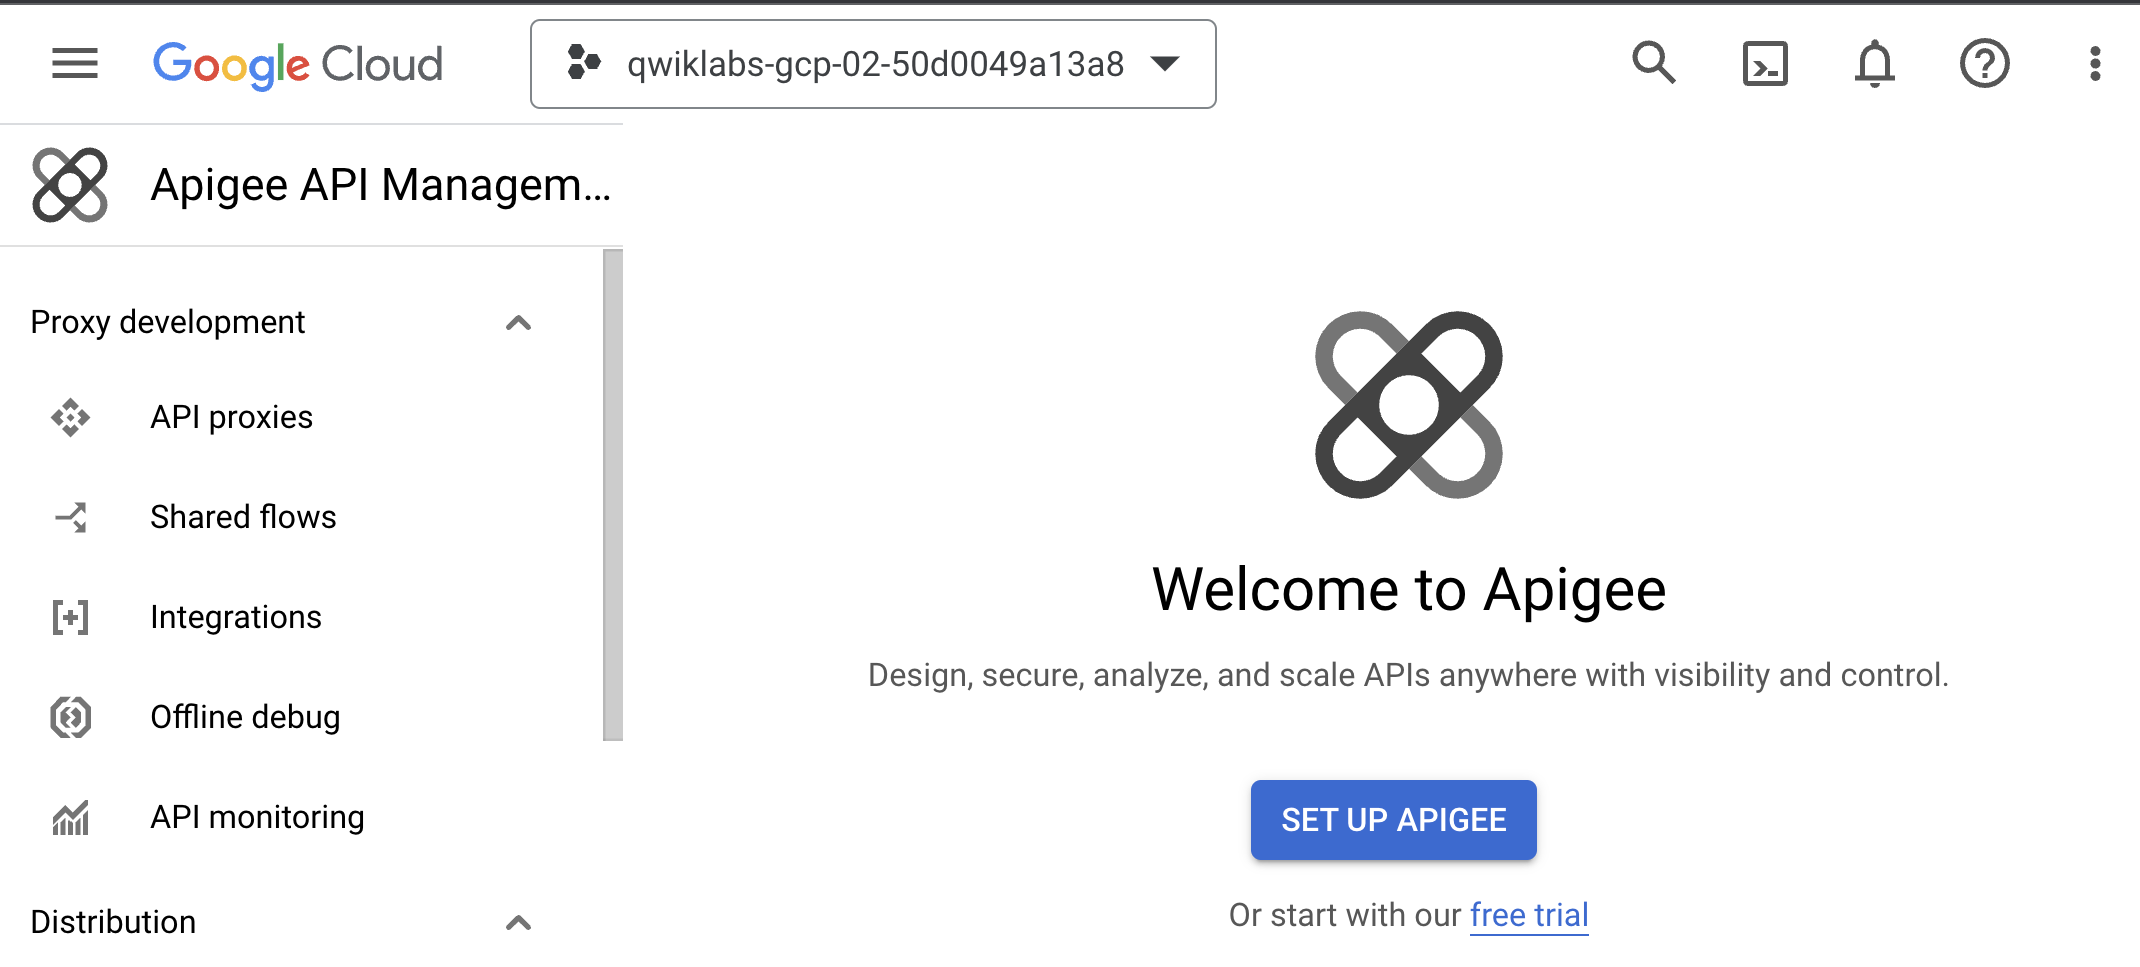 Google Cloud
qwiklabs-gcp-02-50d0049a13a8
Apigee API Managem...
Proxy development
API proxies
Shared flows
Integrations
Offline debug
API monitoring
Distribution
Welcome to Apigee
Design, secure, analyze, and scale APIs anywhere with visibility and control.
SET UP APIGEE
Or start with our free trial